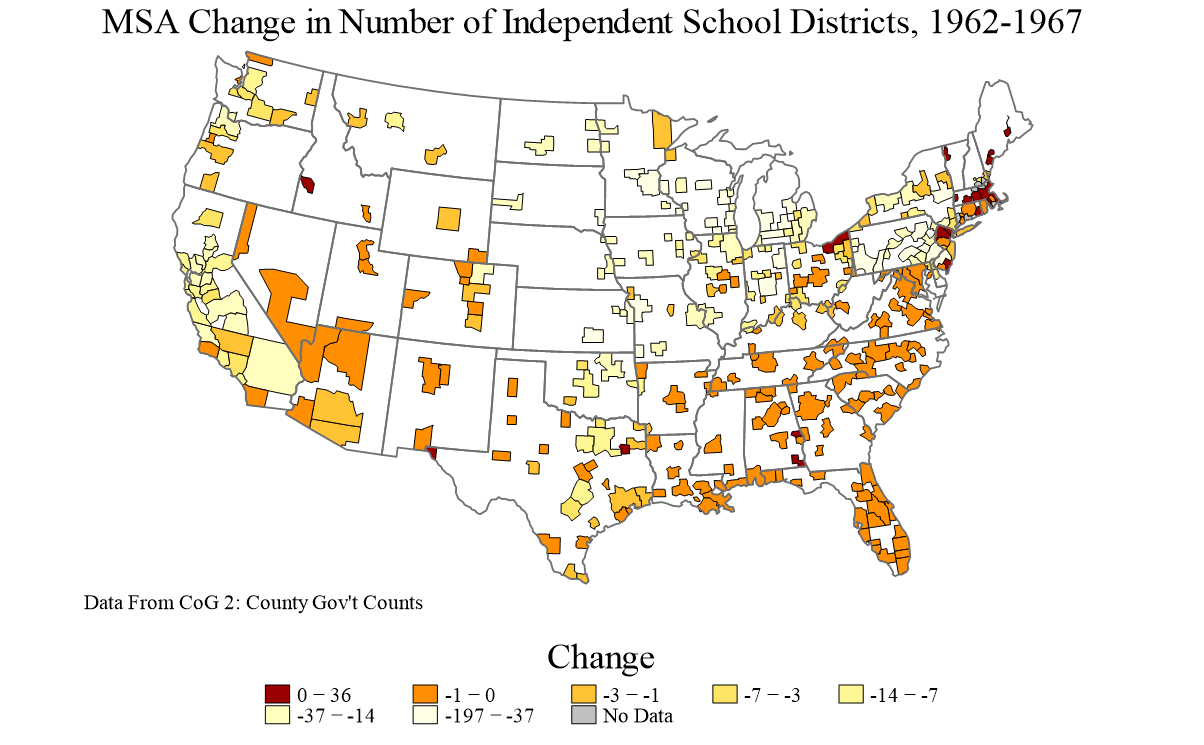 MSA Change in Number of Independent School Districts, 1962-1967
Data From CoG 2: County Gov't Counts
Change
0 − 36
-1 − 0
-3 − -1
-7 − -3
-14 − -7
-37 − -14
-197 − -37
No Data